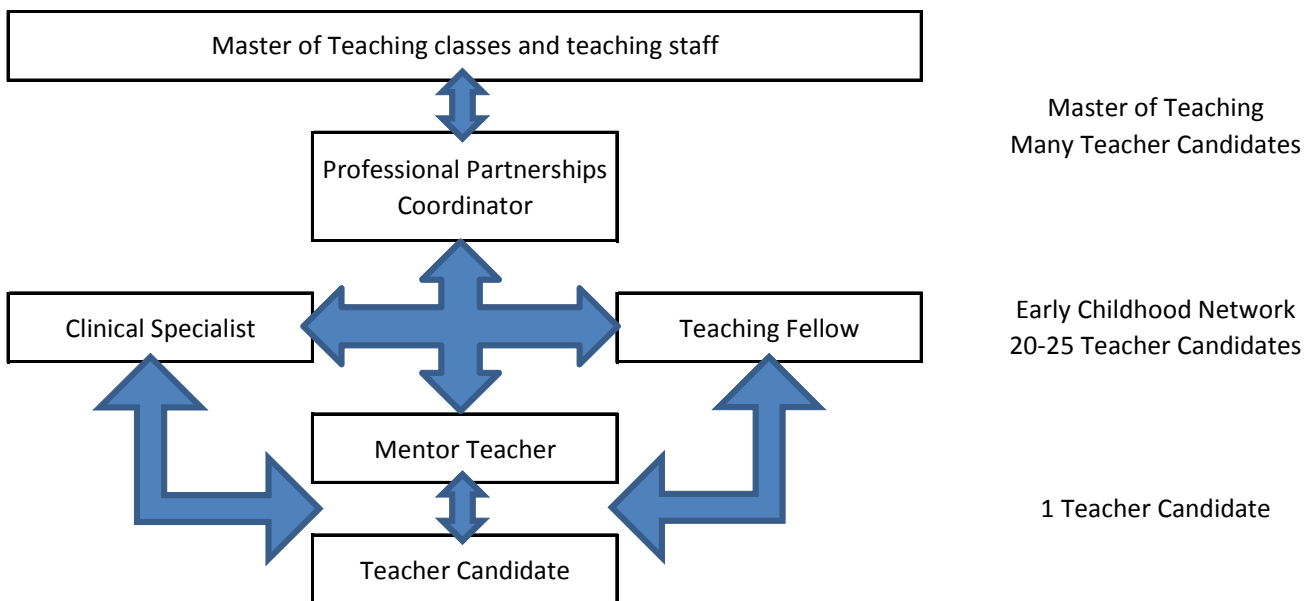 Master of Teaching classes and teaching staff
Master of Teaching
Many Teacher Candidates
Professional Partnerships
Coordinator
Clinical Specialist
Teaching Fellow
Early Childhood Network
20-25 Teacher Candidates
Mentor Teacher
1 Teacher Candidate
Teacher Candidate